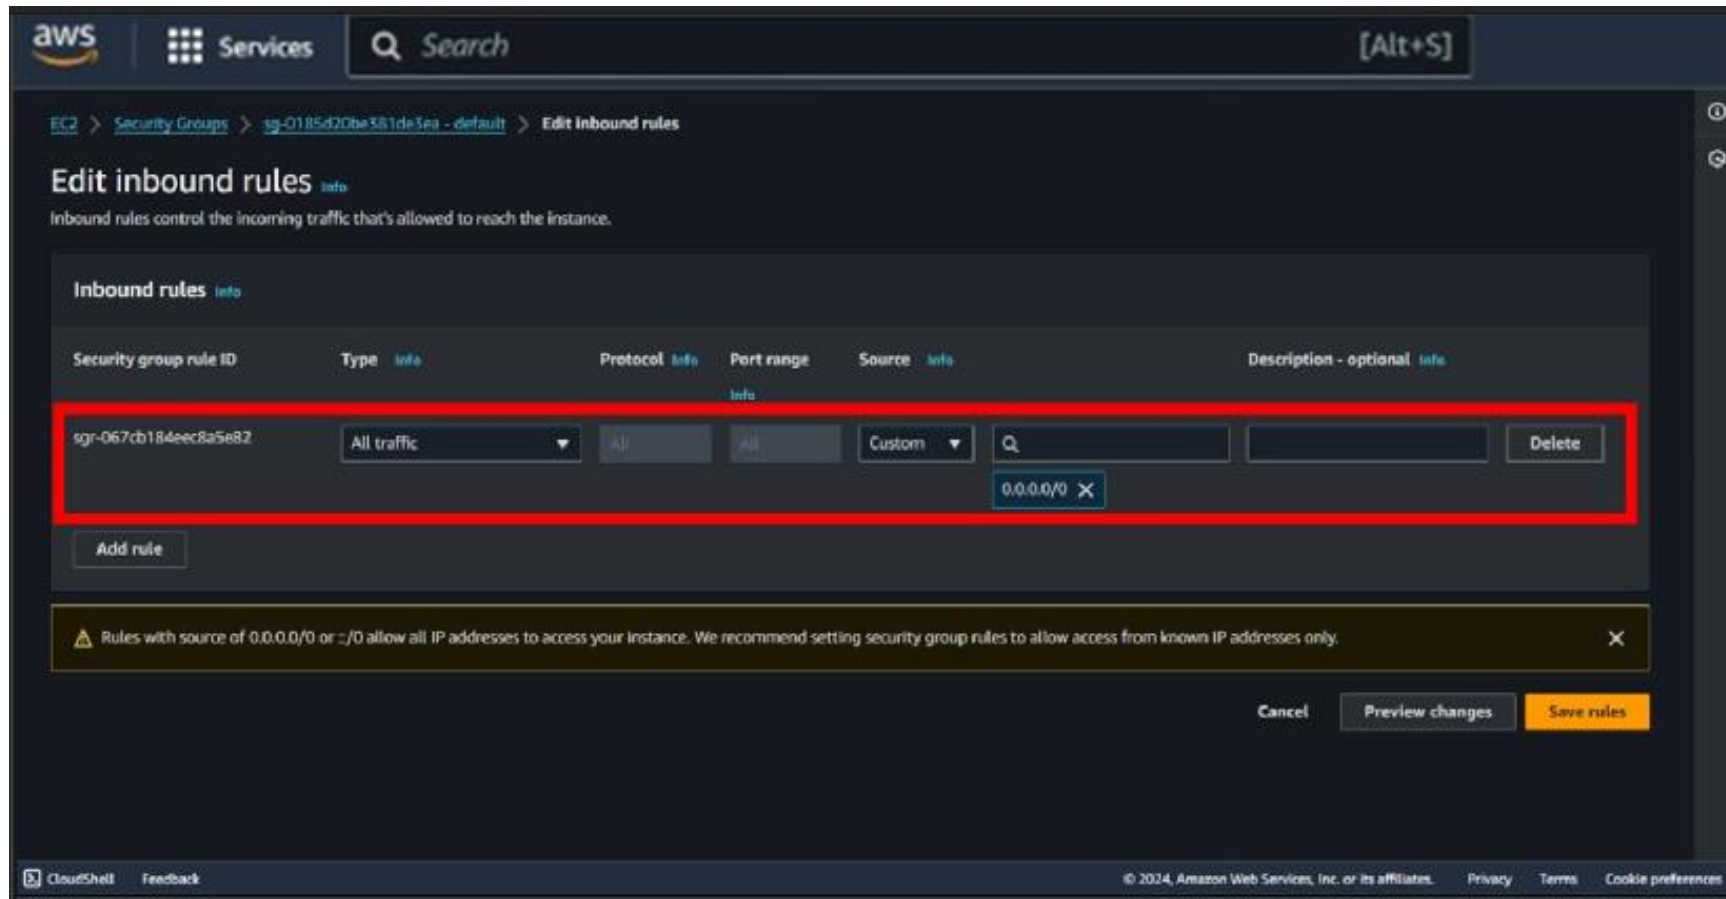 aws Services Search [Alt+S]
EC2 > Security Groups > sg-0185d20be381de3ea - default > Edit inbound rules
Edit inbound rules Info
Inbound rules control the incoming traffic that's allowed to reach the instance.
Inbound rules Info
Security group rule ID Type Info Protocol Info Port range Source Info Description - optional Info
Info
sgr-067cb184eec8a5e82 All traffic All All Custom Delete
0.0.0.0/0
Add rule
Rules with source of 0.0.0.0/0 or ::/0 allow all IP addresses to access your instance. We recommend setting security group rules to allow access from known IP addresses only.
Cancel Preview changes Save rules
CloudShell Feedback © 2024, Amazon Web Services, Inc. or its affiliates. Privacy Terms Cookie preferences